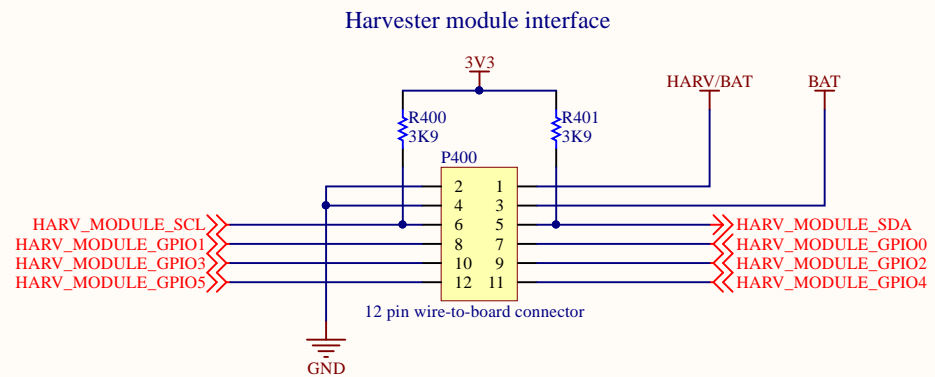 Harvester module interface
3V3
HARV/BAT
BAT
R400
3K9
R401
3K9
P400
2
1
4
3
HARV_MODULE_SCL
6
5
HARV_MODULE_SDA
HARV_MODULE_GPIO1
8
7
HARV_MODULE_GPIO0
HARV_MODULE_GPIO3
10
9
HARV_MODULE_GPIO2
HARV_MODULE_GPIO5
12
11
HARV_MODULE_GPIO4
12 pin wire-to-board connector
GND